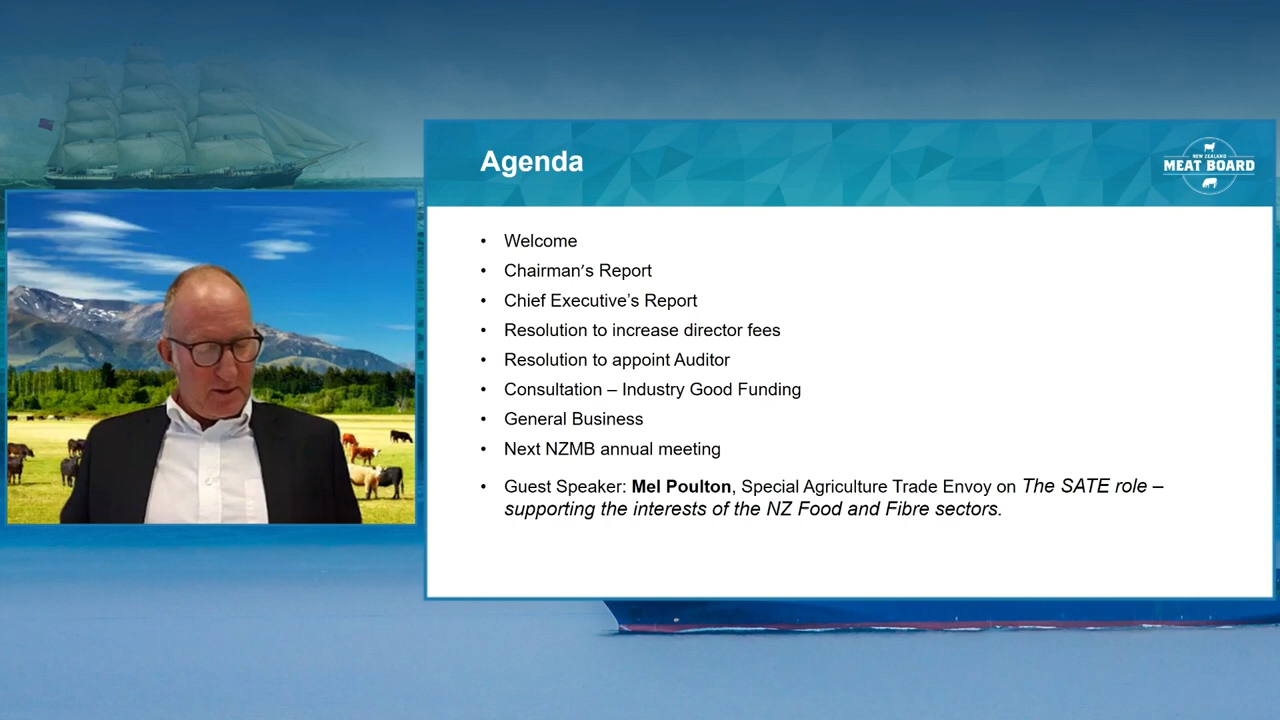 Agenda
NEW ZEALAND
MEAT BOARD
• Welcome
• Chairman's Report
• Chief Executive’s Report
• Resolution to increase director fees
• Resolution to appoint Auditor
• Consultation – Industry Good Funding
• General Business
• Next NZMB annual meeting
• Guest Speaker: Mel Poulton, Special Agriculture Trade Envoy on The SATE role –
supporting the interests of the NZ Food and Fibre sectors.